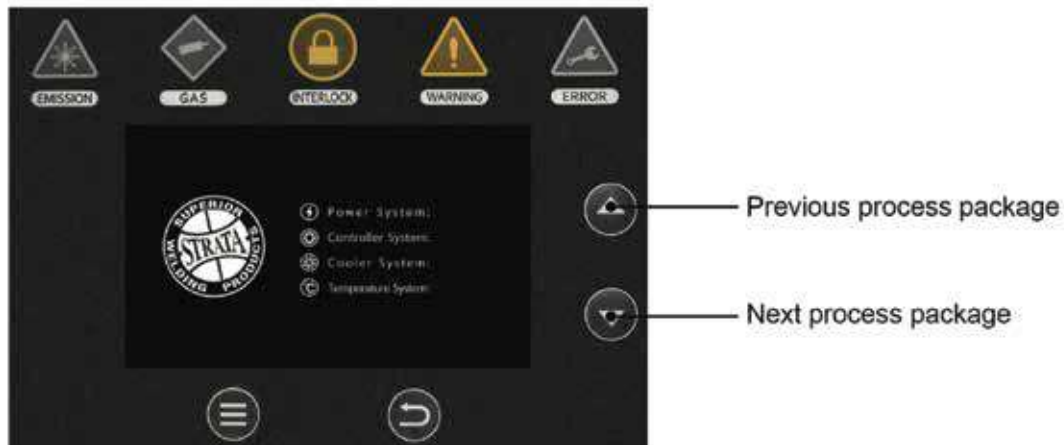 EMISSION
GAS
INTERLOCK
WARNING
ERROR
SUPERIOR
STRATA
WELDING PRODUCTS
Power System:
Controller System:
Cooler System:
Temperature System:
Previous process package
Next process package